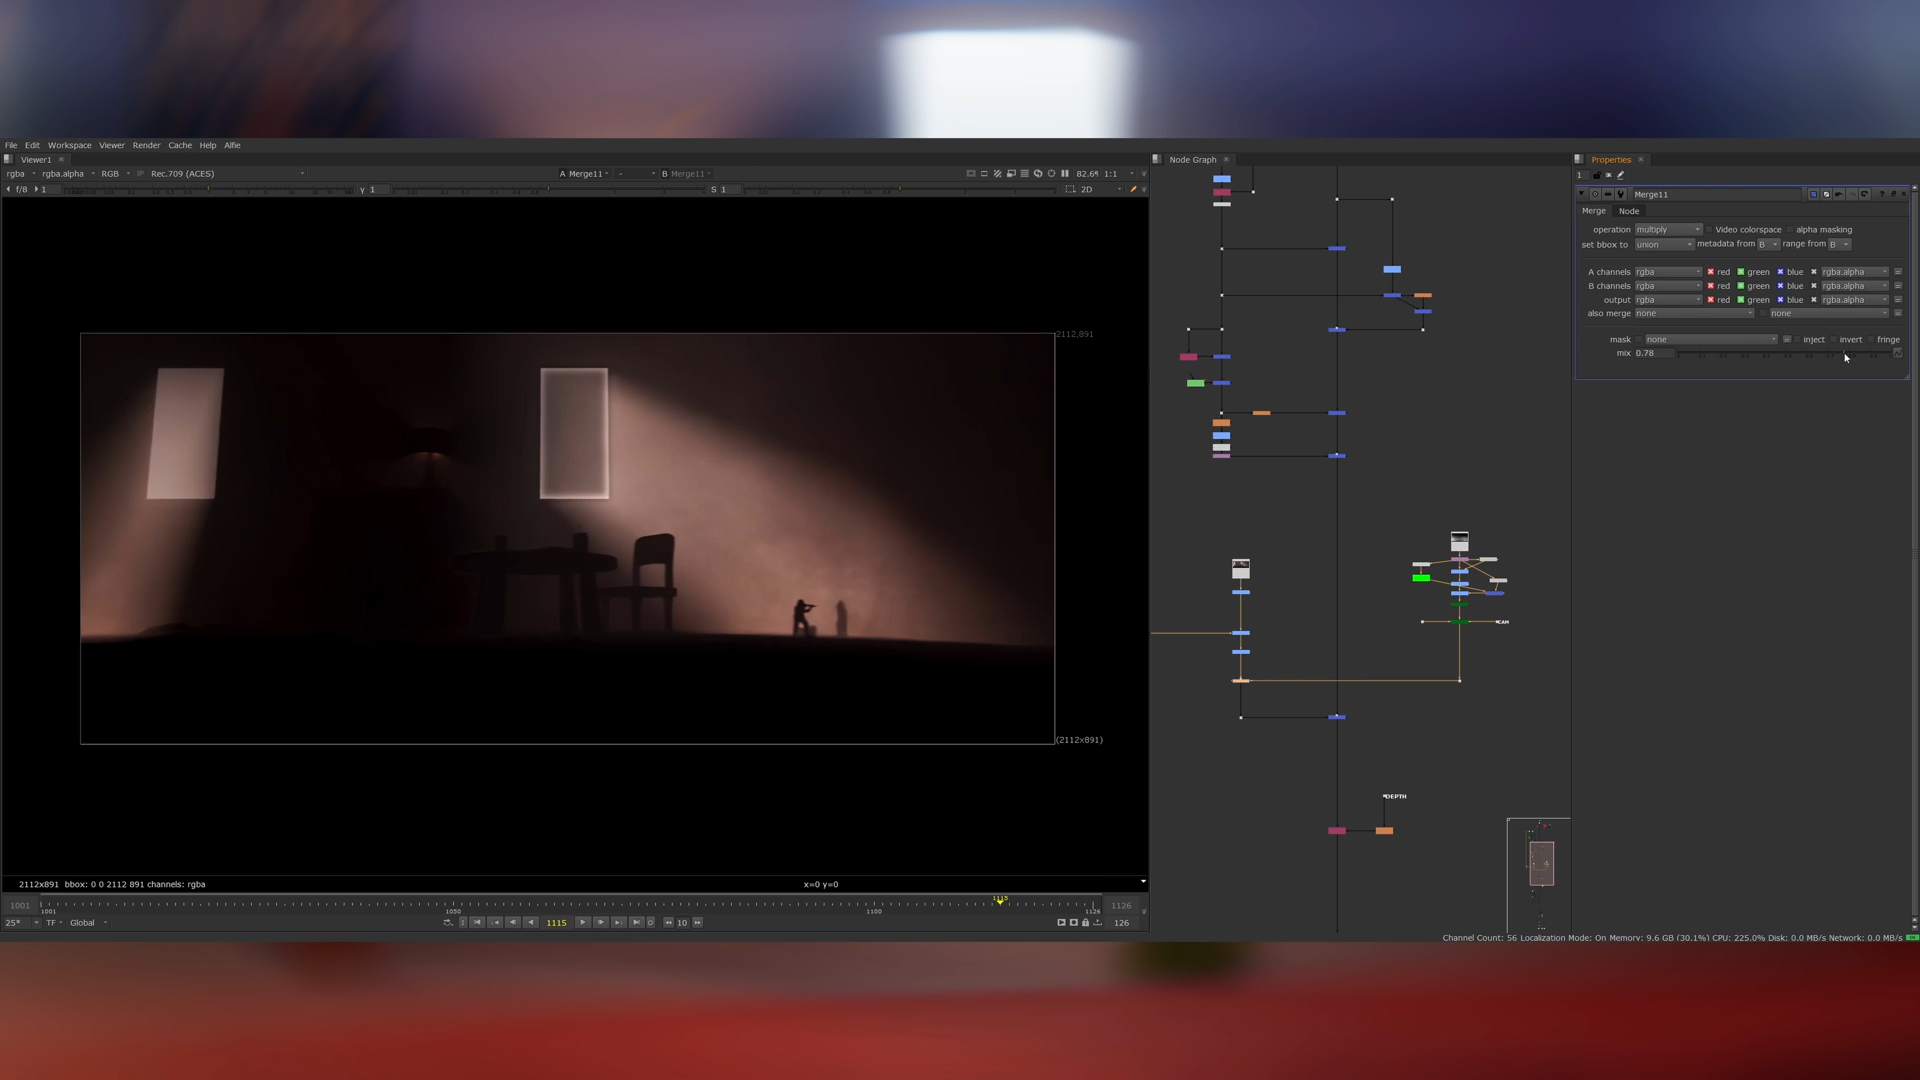 File Edit Workspace Viewer Render Cache Help Alfie
Viewer1
rgba rgba.alpha RGB IP Rec.709 (ACES) A Merge11 - B Merge11 82.6% 1:1
f/8 1 γ 1 S 1 2D
2112,891
(2112x891)
2112x891 bbox: 0 0 2112 891 channels: rgba x=0 y=0
1001 1001 1050 1100 1115 1126 1126
25* TF Global 1115 10 126
Node Graph
CAM
DEPTH
Properties
1
Merge11
Merge Node
operation multiply Video colorspace alpha masking
set bbox to union metadata from B range from B
A channels rgba red green blue rgba.alpha
B channels rgba red green blue rgba.alpha
output rgba red green blue rgba.alpha
also merge none none
mask none inject invert fringe
mix 0.78
Channel Count: 56 Localization Mode: On Memory: 9.6 GB (30.1%) CPU: 225.0% Disk: 0.0 MB/s Network: 0.0 MB/s